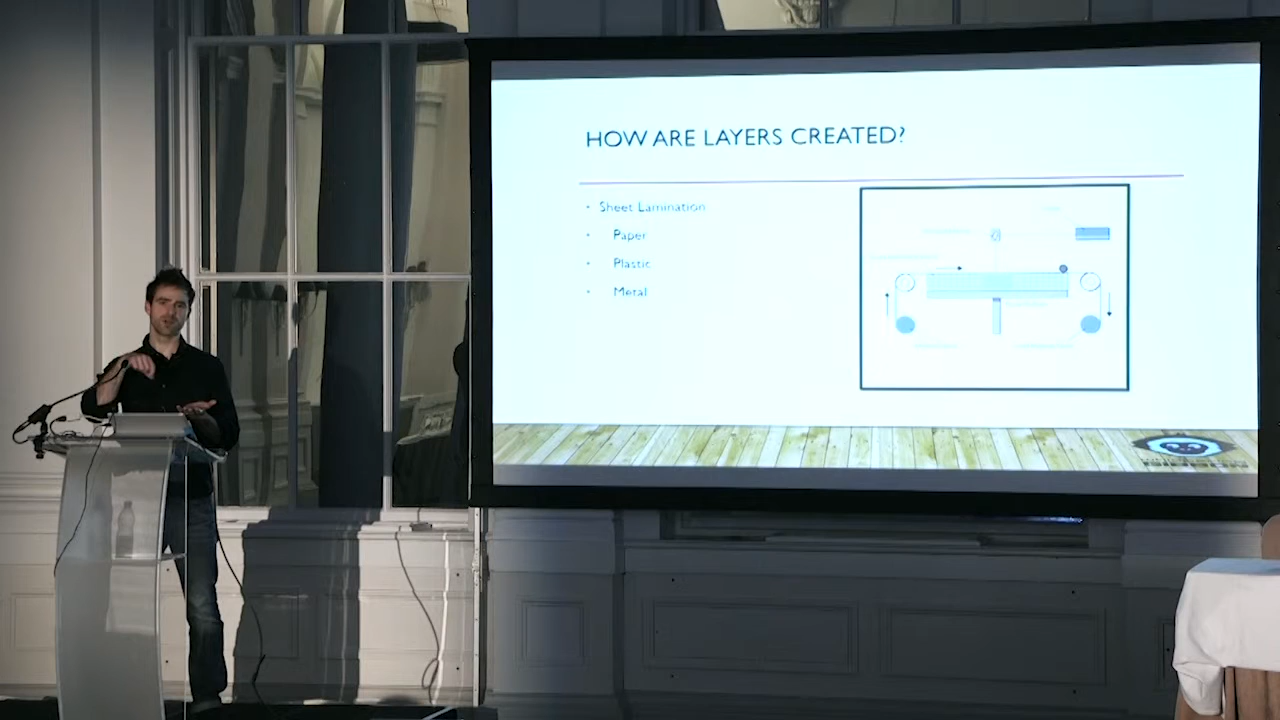 HOW ARE LAYERS CREATED?
Sheet Lamination
Paper
Plastic
Metal